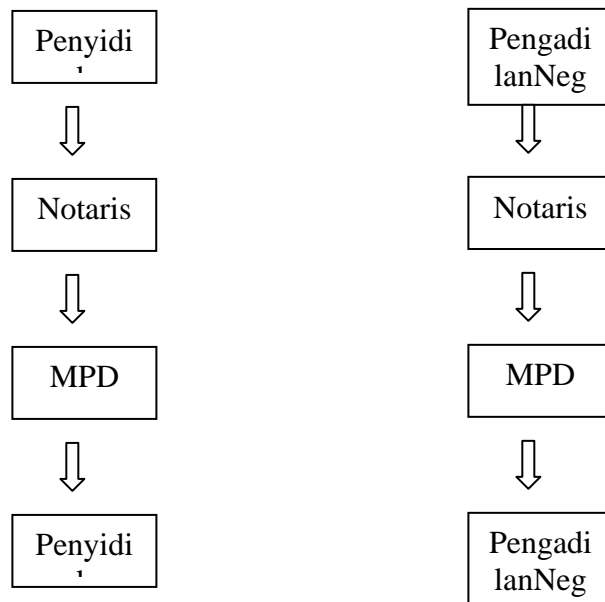 Penyidi
Pengadi
lanNeg
Notaris
Notaris
MPD
MPD
Penyidi
Pengadi
lanNeg